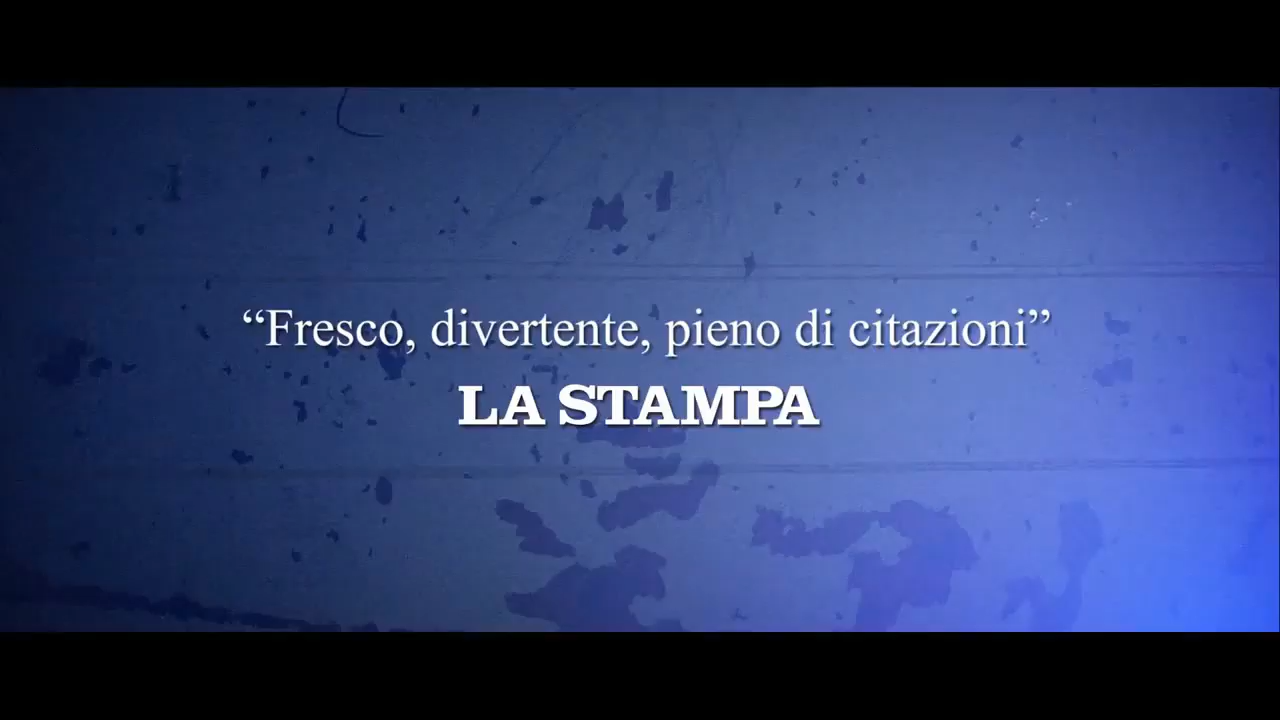 “Fresco, divertente, pieno di citazioni”
LA STAMPA